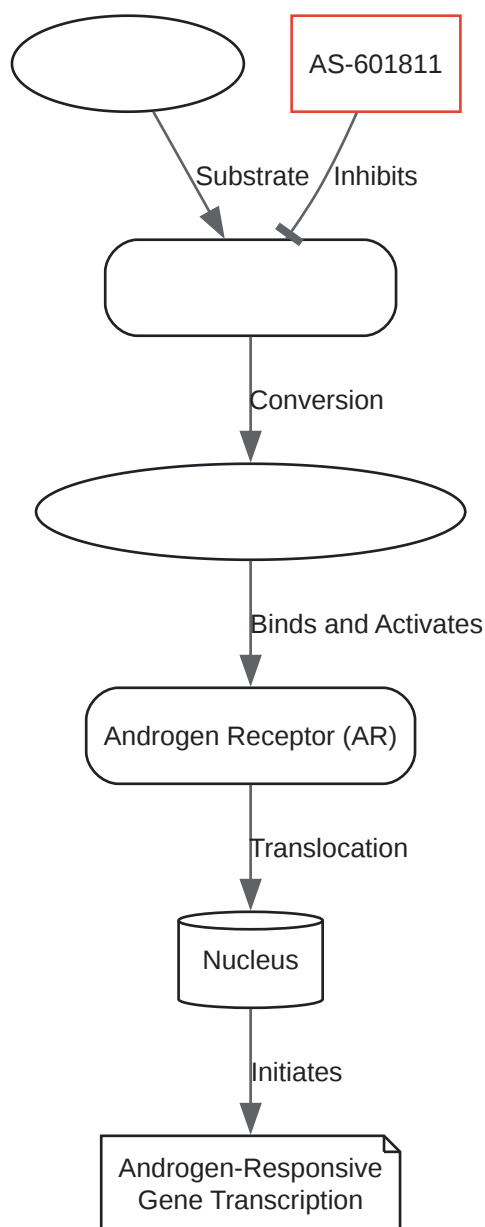 AS-601811
Substrate
Inhibits
Conversion
Binds and Activates
Androgen Receptor (AR)
Translocation
Nucleus
Initiates
Androgen-Responsive
Gene Transcription